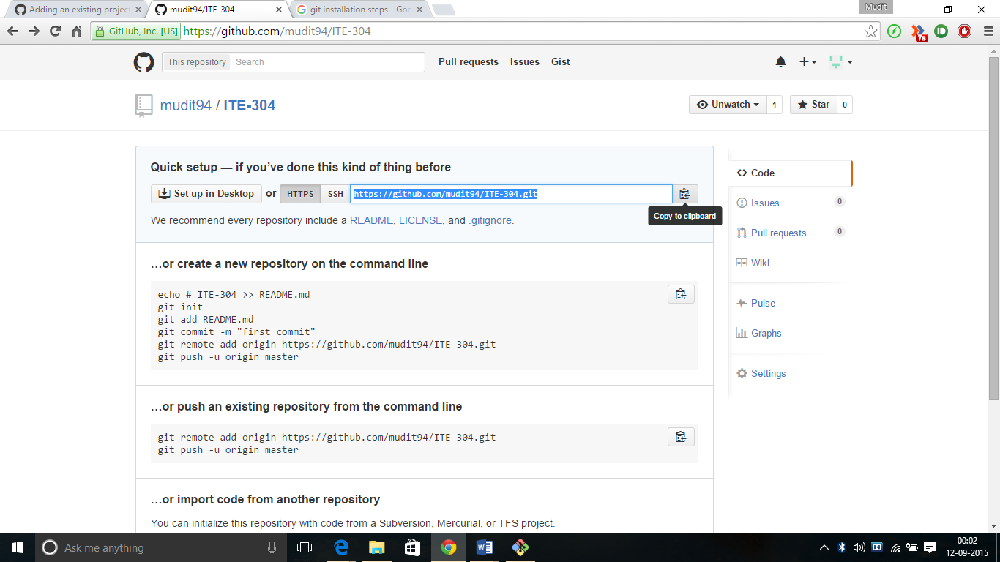 Adding an existing project
mudit94/ITE-304
git installation steps - Goo
Mudit
GitHub, Inc. [US]
https://github.com/mudit94/ITE-304
75
This repository
Search
Pull requests
Issues
Gist
mudit94 / ITE-304
Unwatch
1
Star
0
Quick setup — if you’ve done this kind of thing before
Set up in Desktop
or
HTTPS
SSH
https://github.com/mudit94/ITE-304.git
Copy to clipboard
We recommend every repository include a README, LICENSE, and .gitignore.
…or create a new repository on the command line
echo # ITE-304 >> README.md
git init
git add README.md
git commit -m "first commit"
git remote add origin https://github.com/mudit94/ITE-304.git
git push -u origin master
…or push an existing repository from the command line
git remote add origin https://github.com/mudit94/ITE-304.git
git push -u origin master
…or import code from another repository
You can initialize this repository with code from a Subversion, Mercurial, or TFS project.
Code
Issues
0
Pull requests
0
Wiki
Pulse
Graphs
Settings
Ask me anything
00:02
12-09-2015